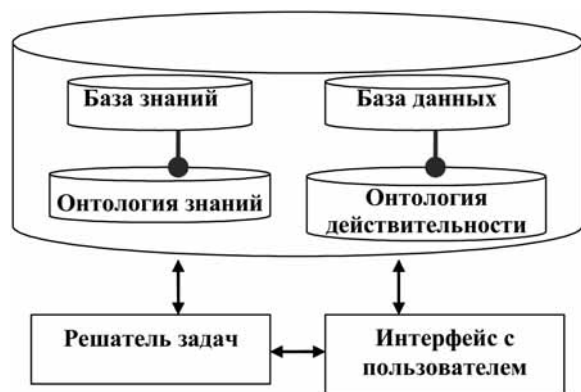 База знаний
База данных
Онтология знаний
Онтология
действительности
Решатель задач
Интерфейс с
пользователем